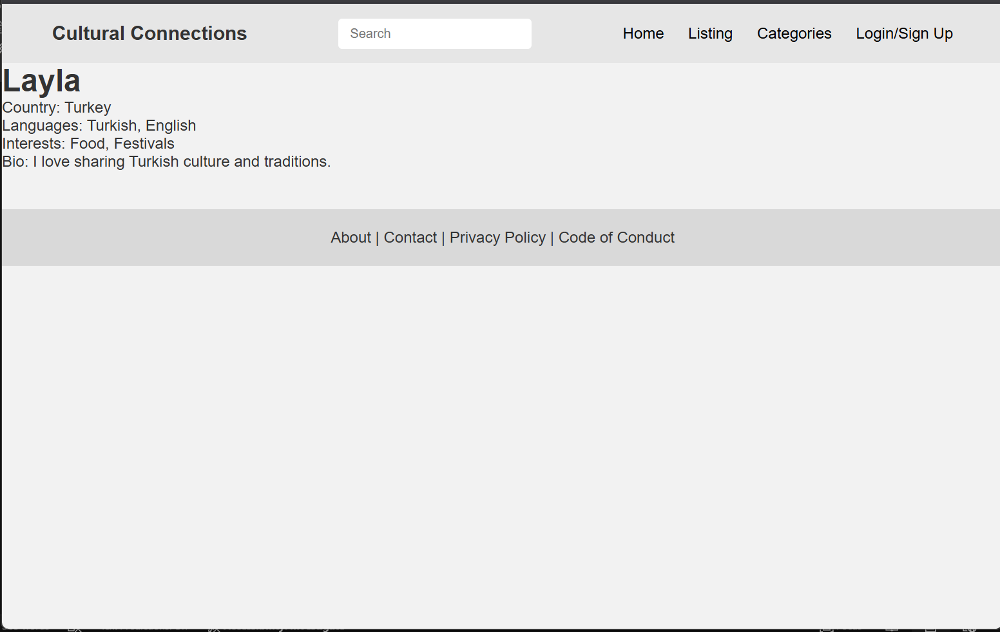 Cultural Connections Search Home Listing Categories Login/Sign Up
Layla
Country: Turkey
Languages: Turkish, English
Interests: Food, Festivals
Bio: I love sharing Turkish culture and traditions.
About | Contact | Privacy Policy | Code of Conduct